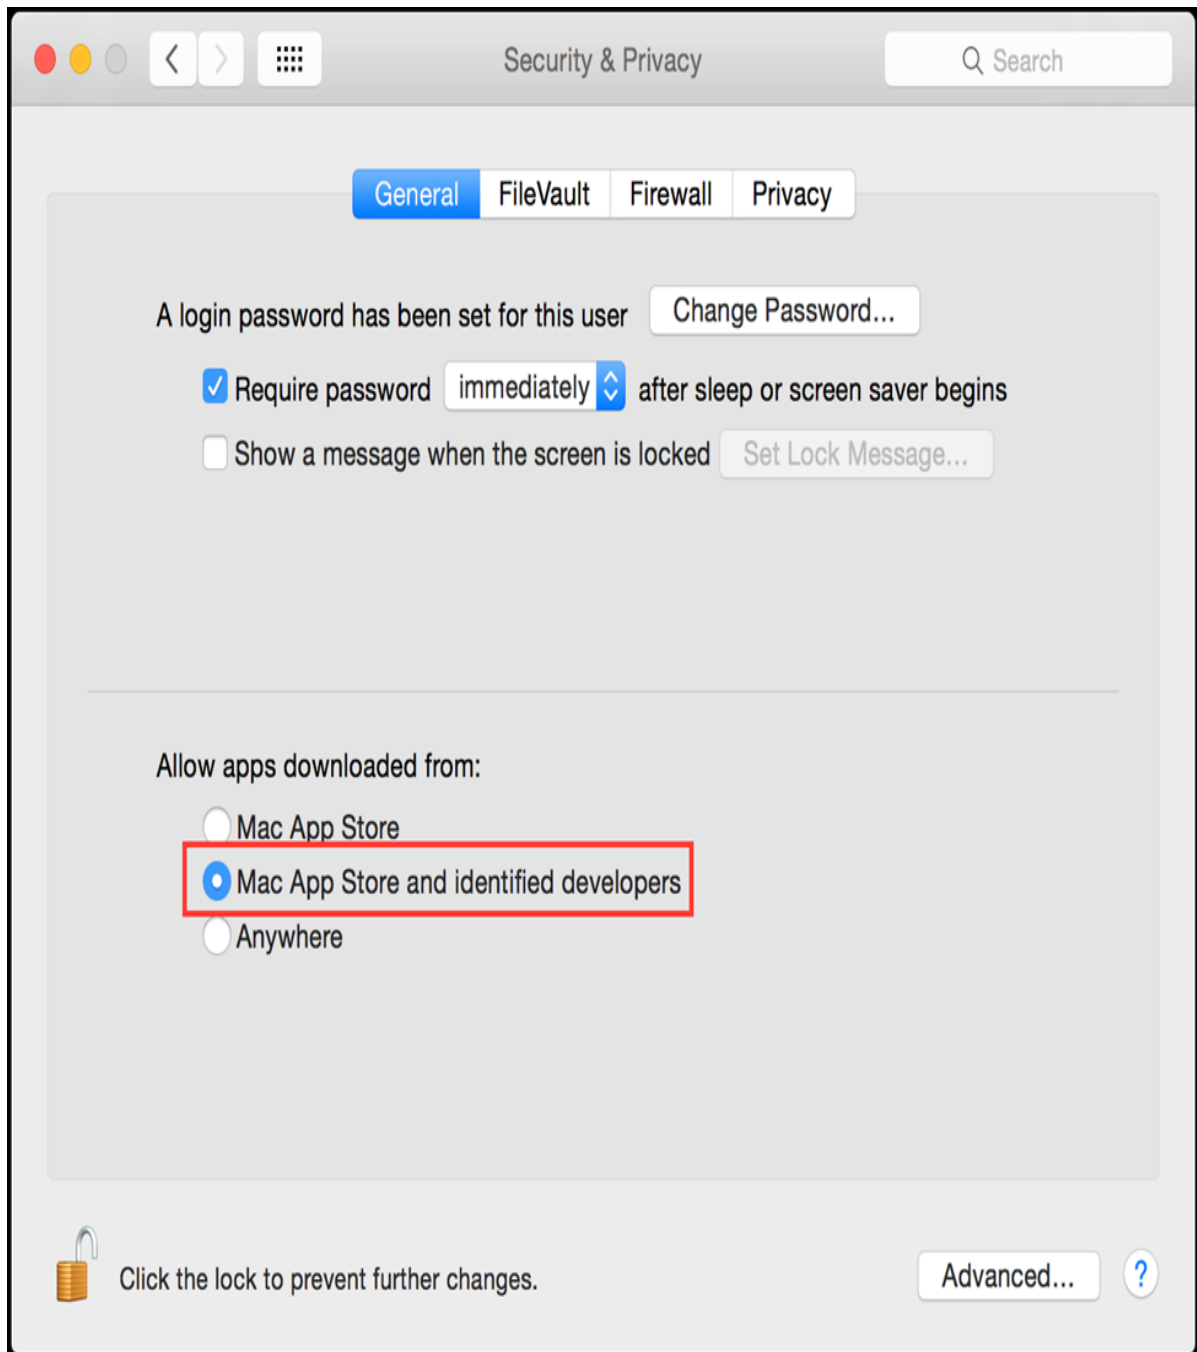 Security & Privacy Search
General FileVault Firewall Privacy
A login password has been set for this user Change Password...
Require password immediately after sleep or screen saver begins
Show a message when the screen is locked Set Lock Message...
Allow apps downloaded from:
Mac App Store
Mac App Store and identified developers
Anywhere
Click the lock to prevent further changes. Advanced... ?